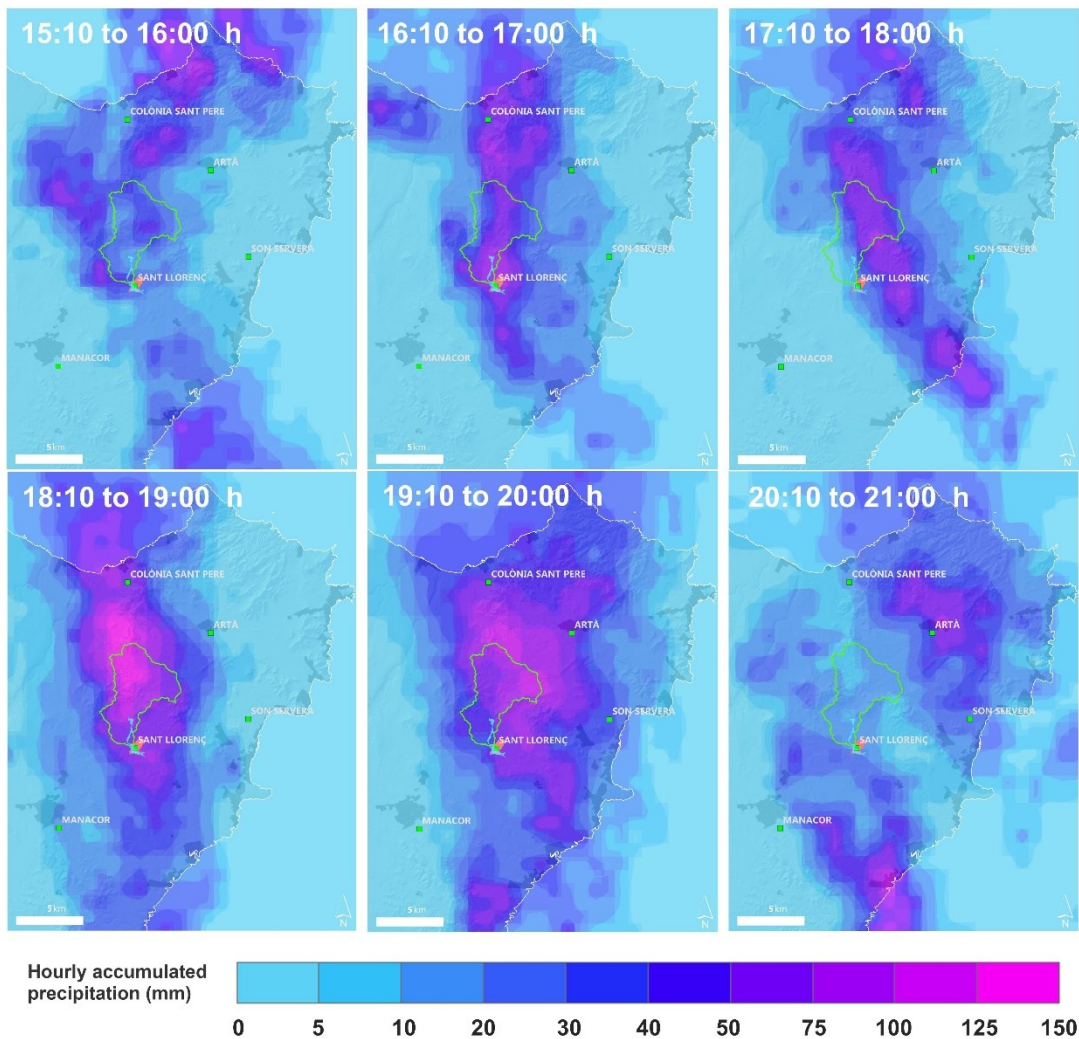 15:10 to 16:00 h
COLÒNIA SANT PERE
ARTÀ
SON SERVERA
SANT LLORENÇ
MANACOR
5 km
N
16:10 to 17:00 h
COLÒNIA SANT PERE
ARTÀ
SON SERVERA
SANT LLORENÇ
MANACOR
5 km
N
17:10 to 18:00 h
COLÒNIA SANT PERE
ARTÀ
SON SERVERA
SANT LLORENÇ
MANACOR
5 km
N
18:10 to 19:00 h
COLÒNIA SANT PERE
ARTÀ
SON SERVERA
SANT LLORENÇ
MANACOR
5 km
N
19:10 to 20:00 h
COLÒNIA SANT PERE
ARTÀ
SON SERVERA
SANT LLORENÇ
MANACOR
5 km
N
20:10 to 21:00 h
COLÒNIA SANT PERE
ARTÀ
SON SERVERA
SANT LLORENÇ
MANACOR
5 km
N
Hourly accumulated
precipitation (mm)
0 5 10 20 30 40 50 75 100 125 150